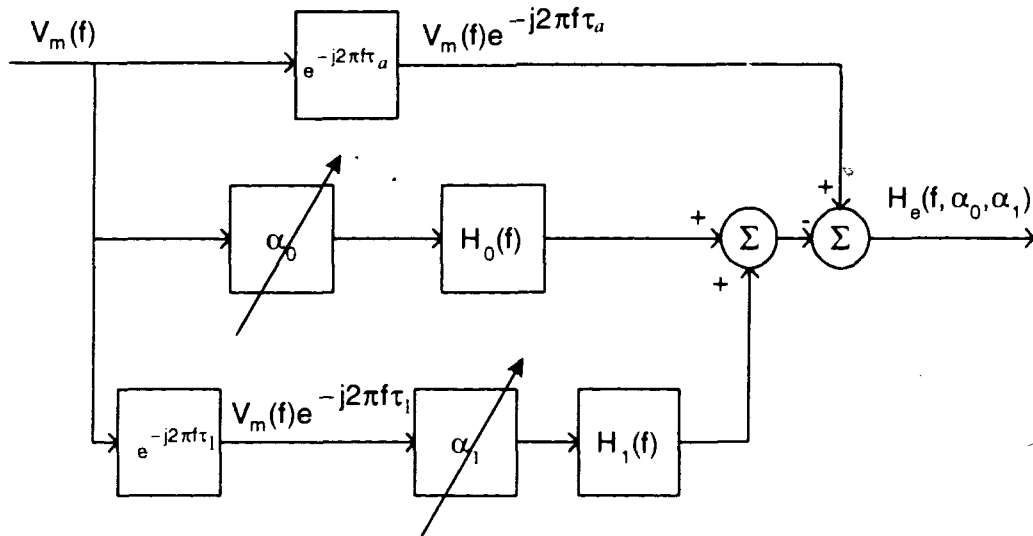 V_m(f)
e^{-j2πfτ_a}
V_m(f)e^{-j2πfτ_a}
+
H_e(f, α_0, α_1)
α_0
H_0(f)
+
Σ
-
Σ
+
e^{-j2πfτ_1}
V_m(f)e^{-j2πfτ_1}
α_1
H_1(f)